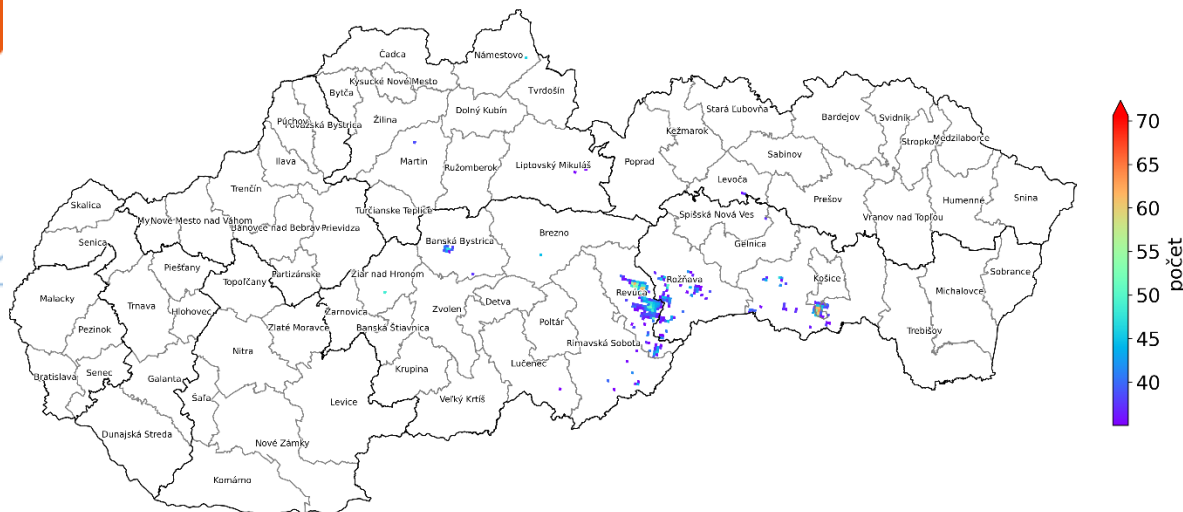 Čadca
Námestovo
Kysucké Nové Mesto
Bytča
Tvrdošín
Dolný Kubín
Stará Ľubovňa
Púchov
Považská Bystrica
Žilina
Kežmarok
Bardejov
Svidník
Stropkov
Medzilaborce
Ilava
Martin
Ružomberok
Liptovský Mikuláš
Poprad
Sabinov
Levoča
Trenčín
Skalica
Turčianske Teplice
Spišská Nová Ves
Prešov
Vranov nad Topľou
Humenné
Snina
Nové Mesto nad Váhom
Bánovce nad Bebrav
Prievidza
Senica
Banská Bystrica
Brezno
Gelnica
Piešťany
Topoľčany
Partizánske
Žiar nad Hronom
Rožňava
Košice
Sobrance
Malacky
Trnava
Hlohovec
Žarnovica
Revúca
Michalovce
Pezinok
Zlaté Moravce
Banská Štiavnica
Zvolen
Detva
Poltár
Trebišov
Nitra
Rimavská Sobota
Bratislava
Senec
Galanta
Krupina
Lučenec
Šaľa
Levice
Veľký Krtíš
Dunajská Streda
Nové Zámky
Komárno
70
65
60
55
50
45
40
počet